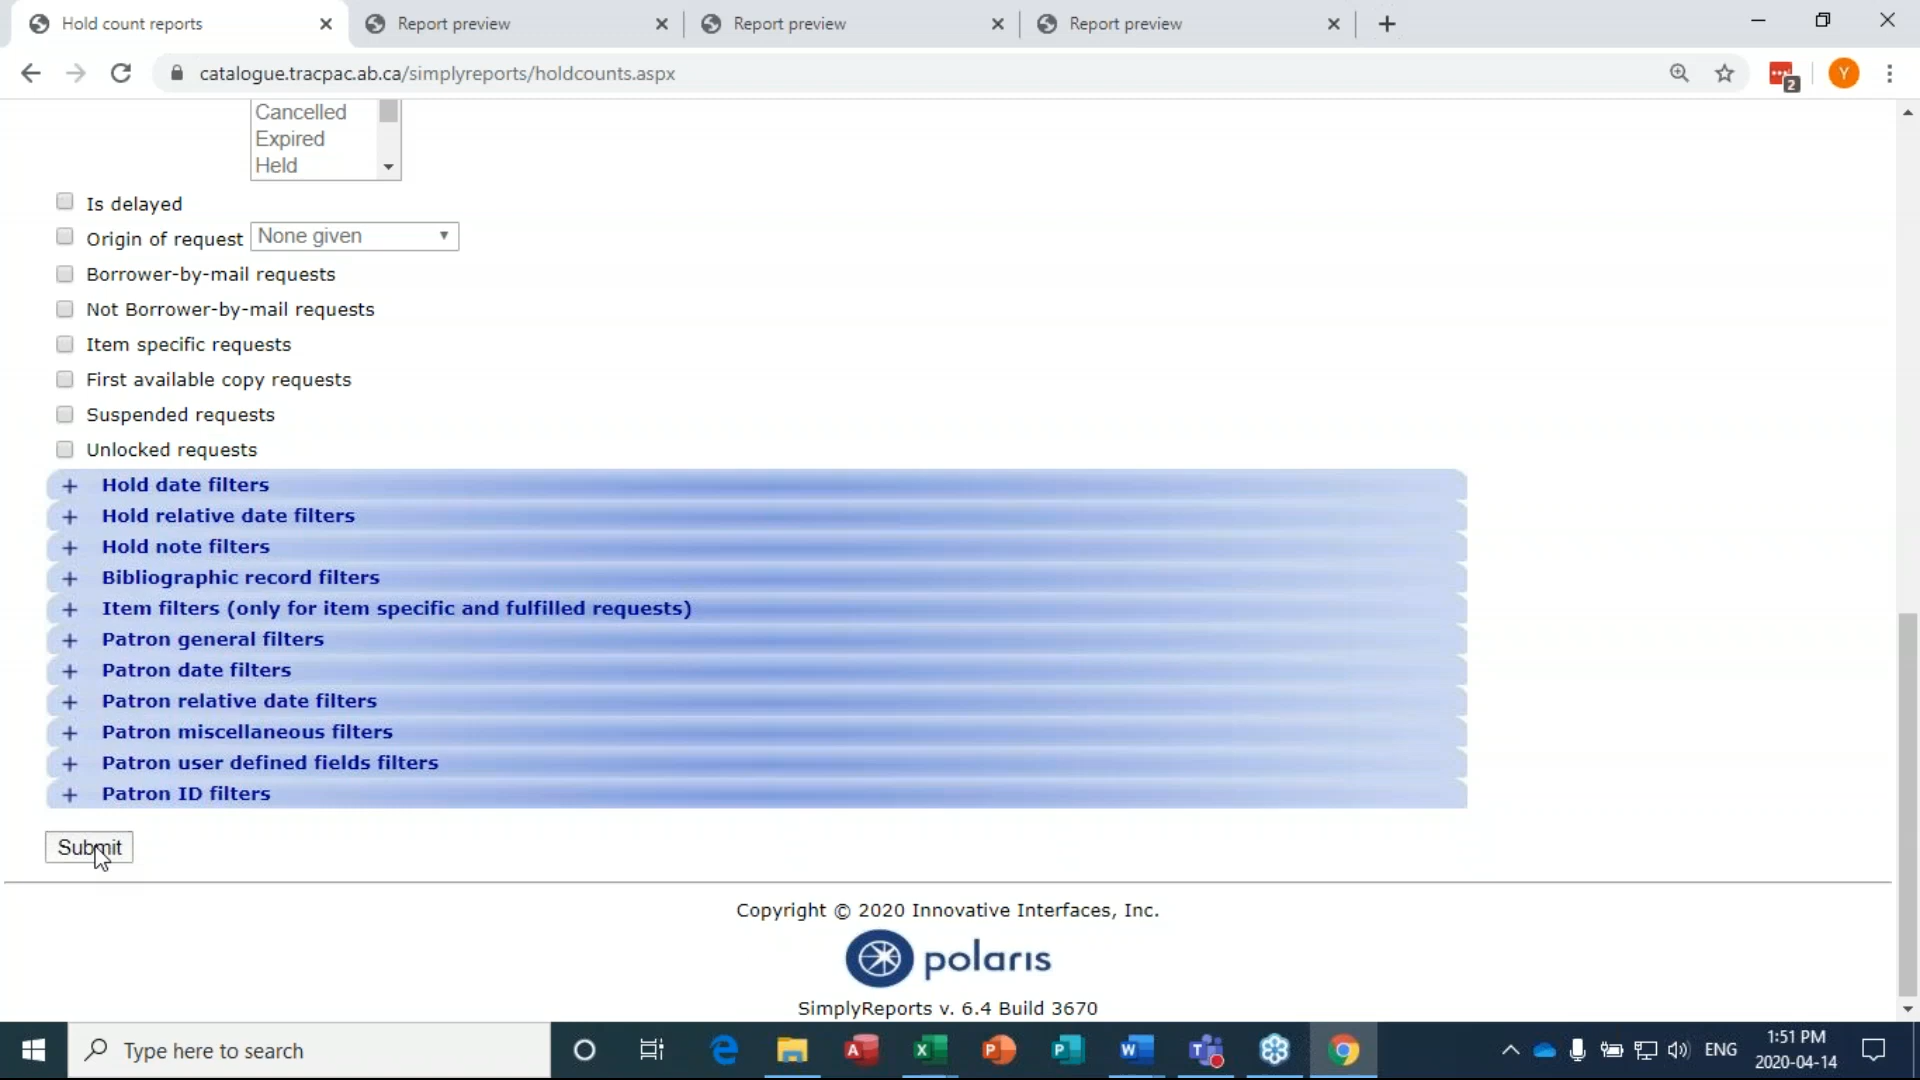 Hold count reports
Report preview
Report preview
Report preview
catalogue.tracpac.ab.ca/simplyreports/holdcounts.aspx
2
Y
Cancelled
Expired
Held
Is delayed
Origin of request None given
Borrower-by-mail requests
Not Borrower-by-mail requests
Item specific requests
First available copy requests
Suspended requests
Unlocked requests
+ Hold date filters
+ Hold relative date filters
+ Hold note filters
+ Bibliographic record filters
+ Item filters (only for item specific and fulfilled requests)
+ Patron general filters
+ Patron date filters
+ Patron relative date filters
+ Patron miscellaneous filters
+ Patron user defined fields filters
+ Patron ID filters
Submit
Copyright © 2020 Innovative Interfaces, Inc.
polaris
SimplyReports v. 6.4 Build 3670
Type here to search
ENG
1:51 PM
2020-04-14